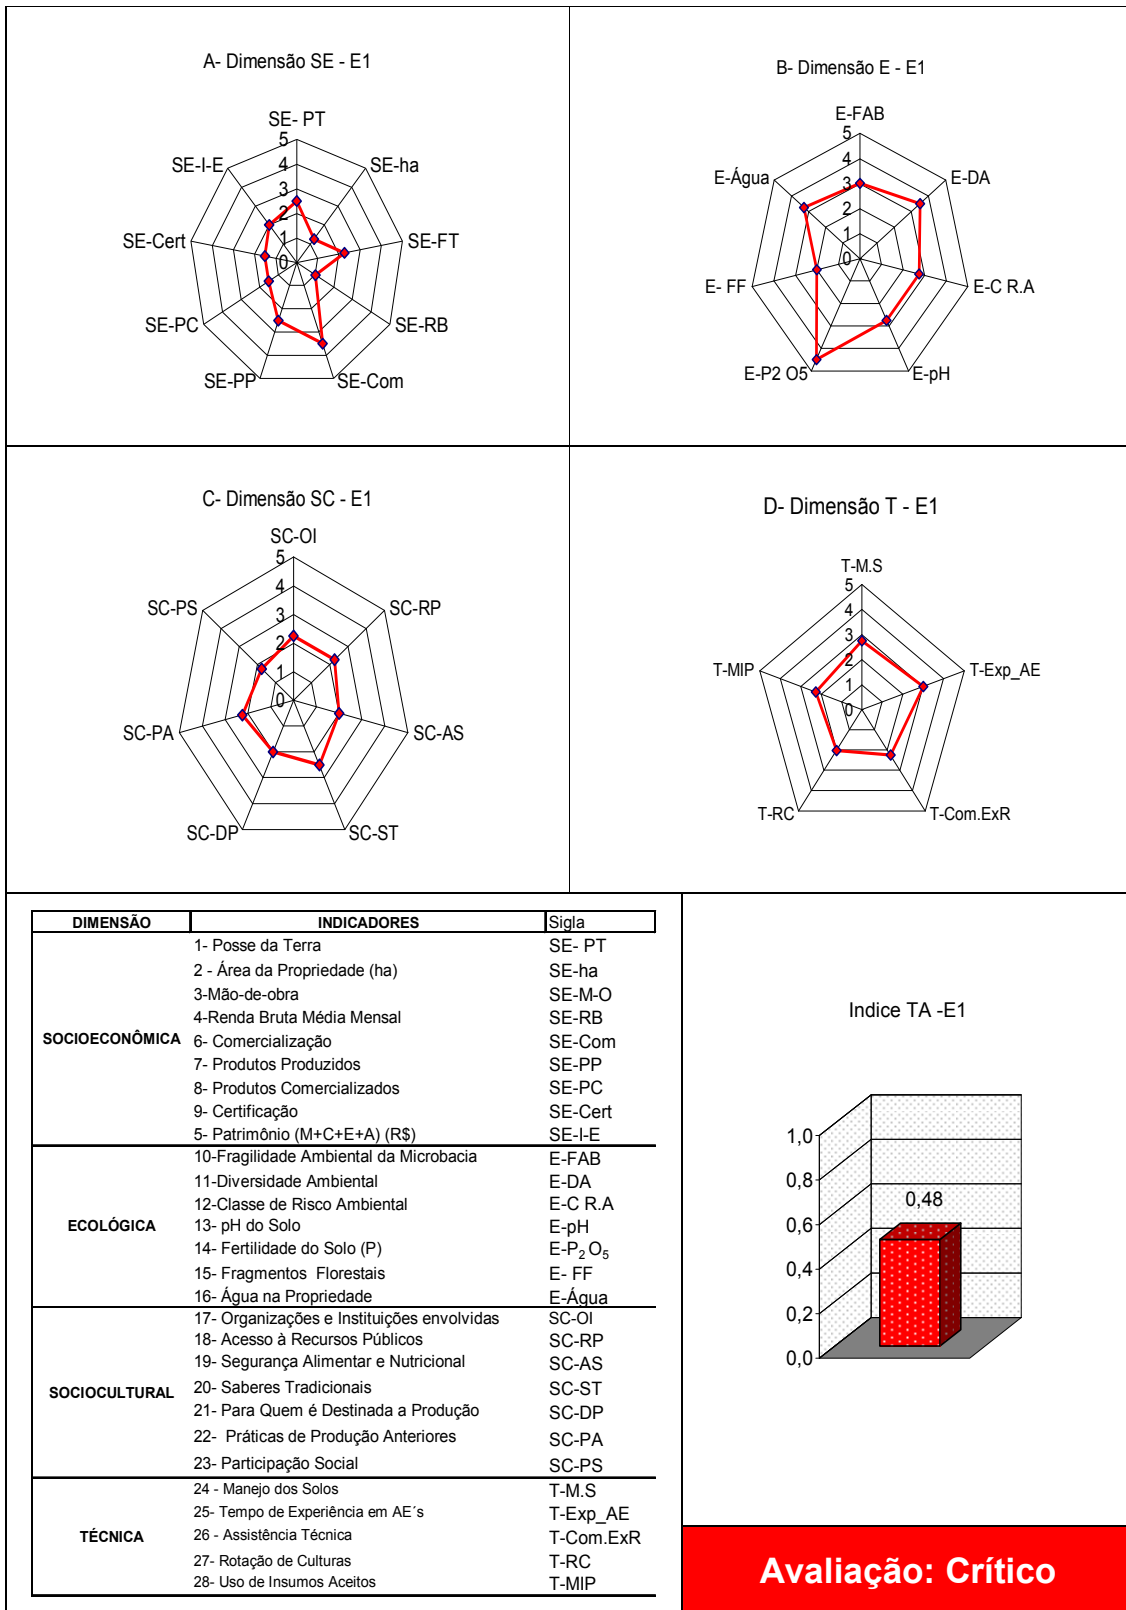 A- Dimensão SE - E1
SE- PT
SE-ha
SE-FT
SE-RB
SE-Com
SE-PP
SE-PC
SE-Cert
SE-I-E
5
4
3
2
1
0
B- Dimensão E - E1
E-FAB
E-DA
E-C R.A
E-pH
E-P2 O5
E- FF
E-Água
5
4
3
2
1
0
C- Dimensão SC - E1
SC-OI
SC-RP
SC-AS
SC-ST
SC-DP
SC-PA
SC-PS
5
4
3
2
1
0
D- Dimensão T - E1
T-M.S
T-Exp_AE
T-Com.ExR
T-RC
T-MIP
5
4
3
2
1
0
DIMENSÃO INDICADORES Sigla
SOCIOECONÔMICA
1- Posse da Terra SE- PT
2 - Área da Propriedade (ha) SE-ha
3-Mão-de-obra SE-M-O
4-Renda Bruta Média Mensal SE-RB
6- Comercialização SE-Com
7- Produtos Produzidos SE-PP
8- Produtos Comercializados SE-PC
9- Certificação SE-Cert
5- Patrimônio (M+C+E+A) (R$) SE-I-E
ECOLÓGICA
10-Fragilidade Ambiental da Microbacia E-FAB
11-Diversidade Ambiental E-DA
12-Classe de Risco Ambiental E-C R.A
13- pH do Solo E-pH
14- Fertilidade do Solo (P) E-P₂O₅
15- Fragmentos Florestais E- FF
16- Água na Propriedade E-Água
SOCIOCULTURAL
17- Organizações e Instituições envolvidas SC-OI
18- Acesso à Recursos Públicos SC-RP
19- Segurança Alimentar e Nutricional SC-AS
20- Saberes Tradicionais SC-ST
21- Para Quem é Destinada a Produção SC-DP
22- Práticas de Produção Anteriores SC-PA
23- Participação Social SC-PS
TÉCNICA
24 - Manejo dos Solos T-M.S
25- Tempo de Experiência em AE´s T-Exp_AE
26 - Assistência Técnica T-Com.ExR
27- Rotação de Culturas T-RC
28- Uso de Insumos Aceitos T-MIP
Indice TA -E1
1,0
0,8
0,6
0,4
0,2
0,0
0,48
Avaliação: Crítico